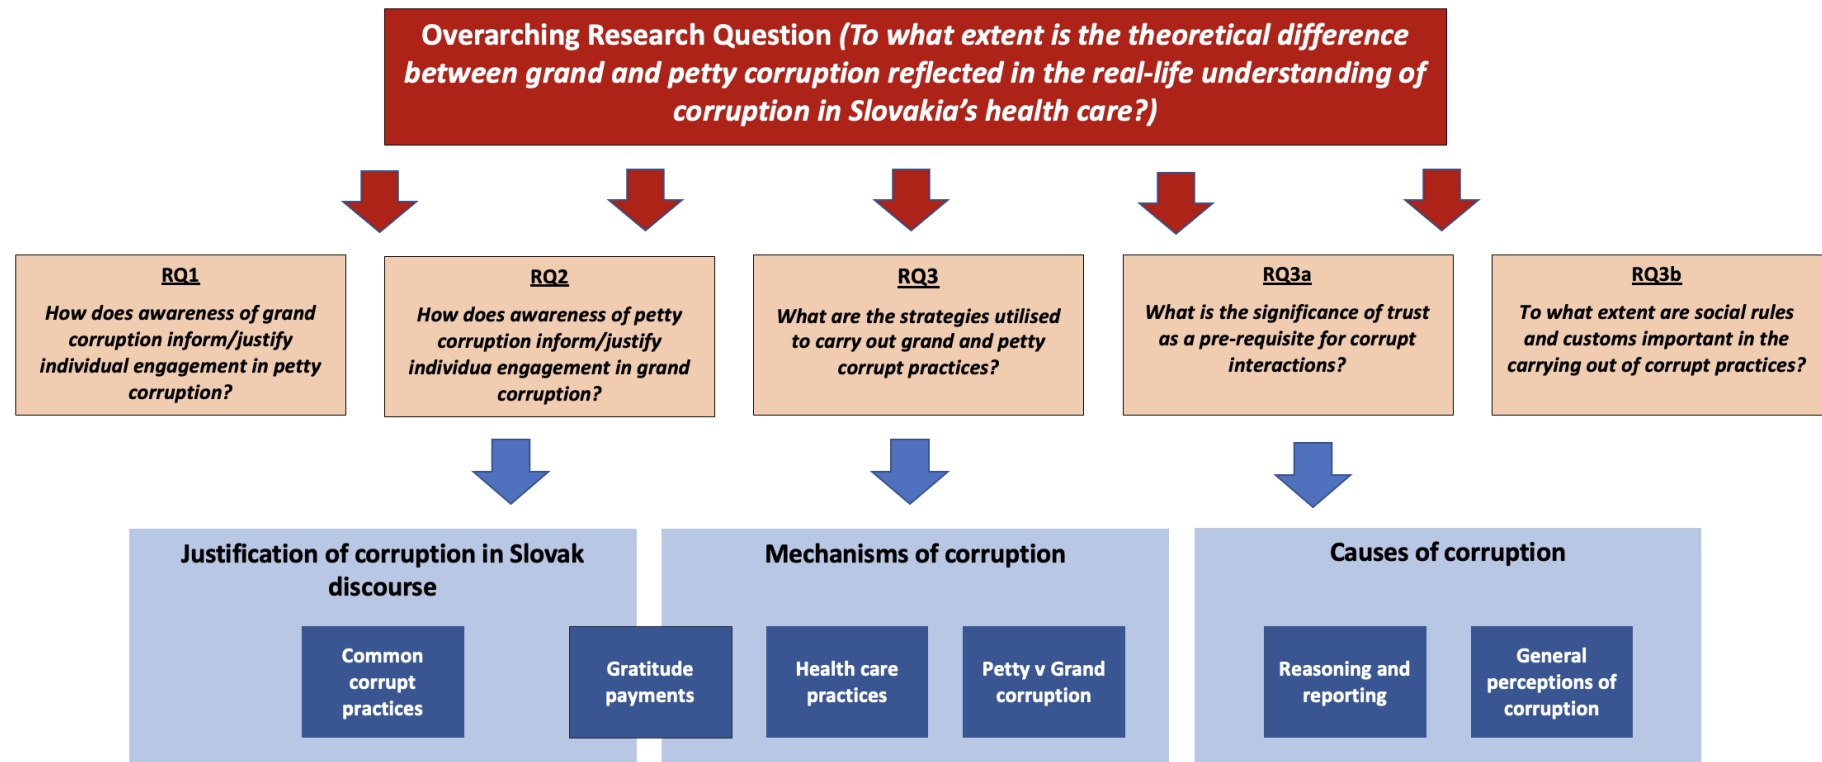 Overarching Research Question (To what extent is the theoretical difference
between grand and petty corruption reflected in the real-life understanding of
corruption in Slovakia’s health care?)
RQ1
How does awareness of grand
corruption inform/justify
individual engagement in petty
corruption?
RQ2
How does awareness of petty
corruption inform/justify
individua engagement in grand
corruption?
RQ3
What are the strategies utilised
to carry out grand and petty
corrupt practices?
RQ3a
What is the significance of trust
as a pre-requisite for corrupt
interactions?
RQ3b
To what extent are social rules
and customs important in the
carrying out of corrupt practices?
Justification of corruption in Slovak
discourse
Common
corrupt
practices
Gratitude
payments
Mechanisms of corruption
Health care
practices
Petty v Grand
corruption
Causes of corruption
Reasoning and
reporting
General
perceptions of
corruption